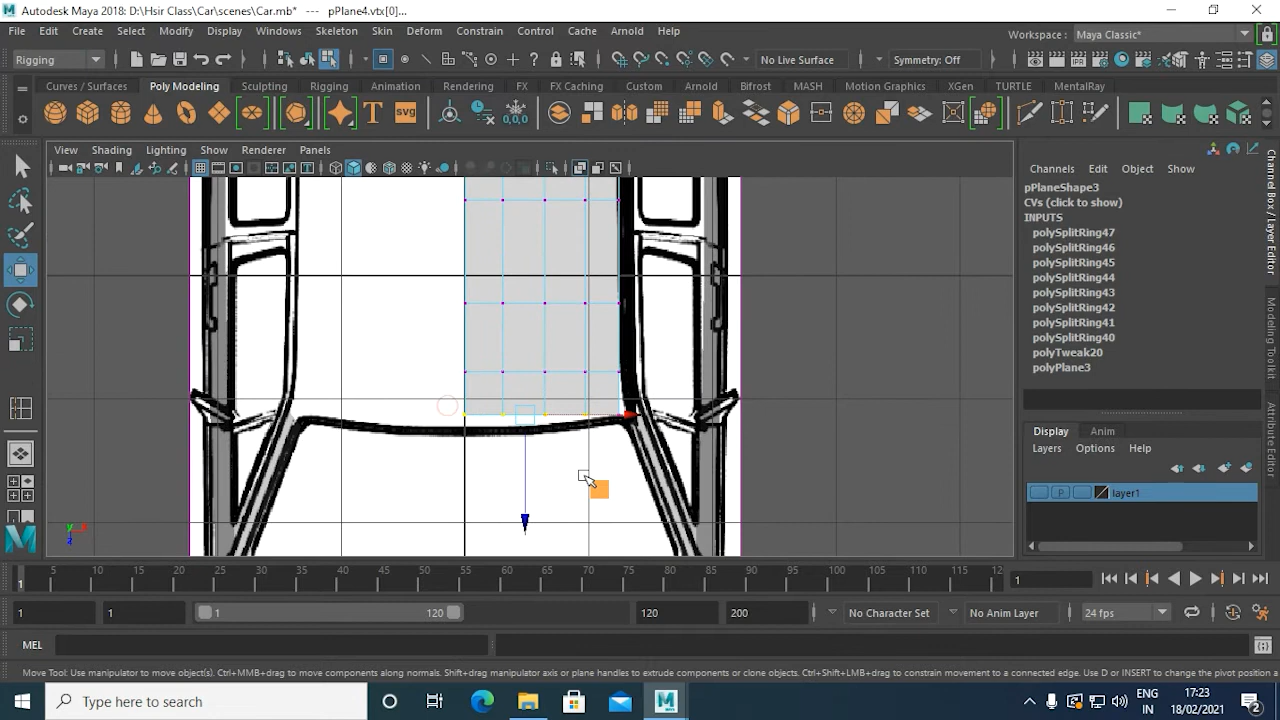 Autodesk Maya 2018: D:\Hsir Class\Car\scenes\Car.mb* --- pPlane4.vtx[0]...
File Edit Create Select Modify Display Windows Skeleton Skin Deform Constrain Control Cache Arnold Help
Workspace : Maya Classic*
Rigging
No Live Surface
Symmetry: Off
Curves / Surfaces Poly Modeling Sculpting Rigging Animation Rendering FX FX Caching Custom Arnold Bifrost MASH Motion Graphics XGen TURTLE MentalRay
T svg 0,0,0
View Shading Lighting Show Renderer Panels
Channels Edit Object Show
pPlaneShape3
CVs (click to show)
INPUTS
polySplitRing47
polySplitRing46
polySplitRing45
polySplitRing44
polySplitRing43
polySplitRing42
polySplitRing41
polySplitRing40
polyTweak20
polyPlane3
Channel Box / Layer Editor
Modeling Toolkit
Attribute Editor
Display Anim
Layers Options Help
P layer1
y x
z
5 10 15 20 25 30 35 40 45 50 55 60 65 70 75 80 85 90 95 100 105 110 115 120
1
1
1 1 1 120 120 200 No Character Set No Anim Layer 24 fps
MEL
Move Tool: Use manipulator to move object(s). Ctrl+MMB+drag to move components along normals. Shift+drag manipulator axis or plane handles to extrude components or clone objects. Ctrl+Shift+LMB+drag to constrain movement to a connected edge. Use D or INSERT to change the pivot position a
Type here to search
ENG
IN
17:23
18/02/2021
2